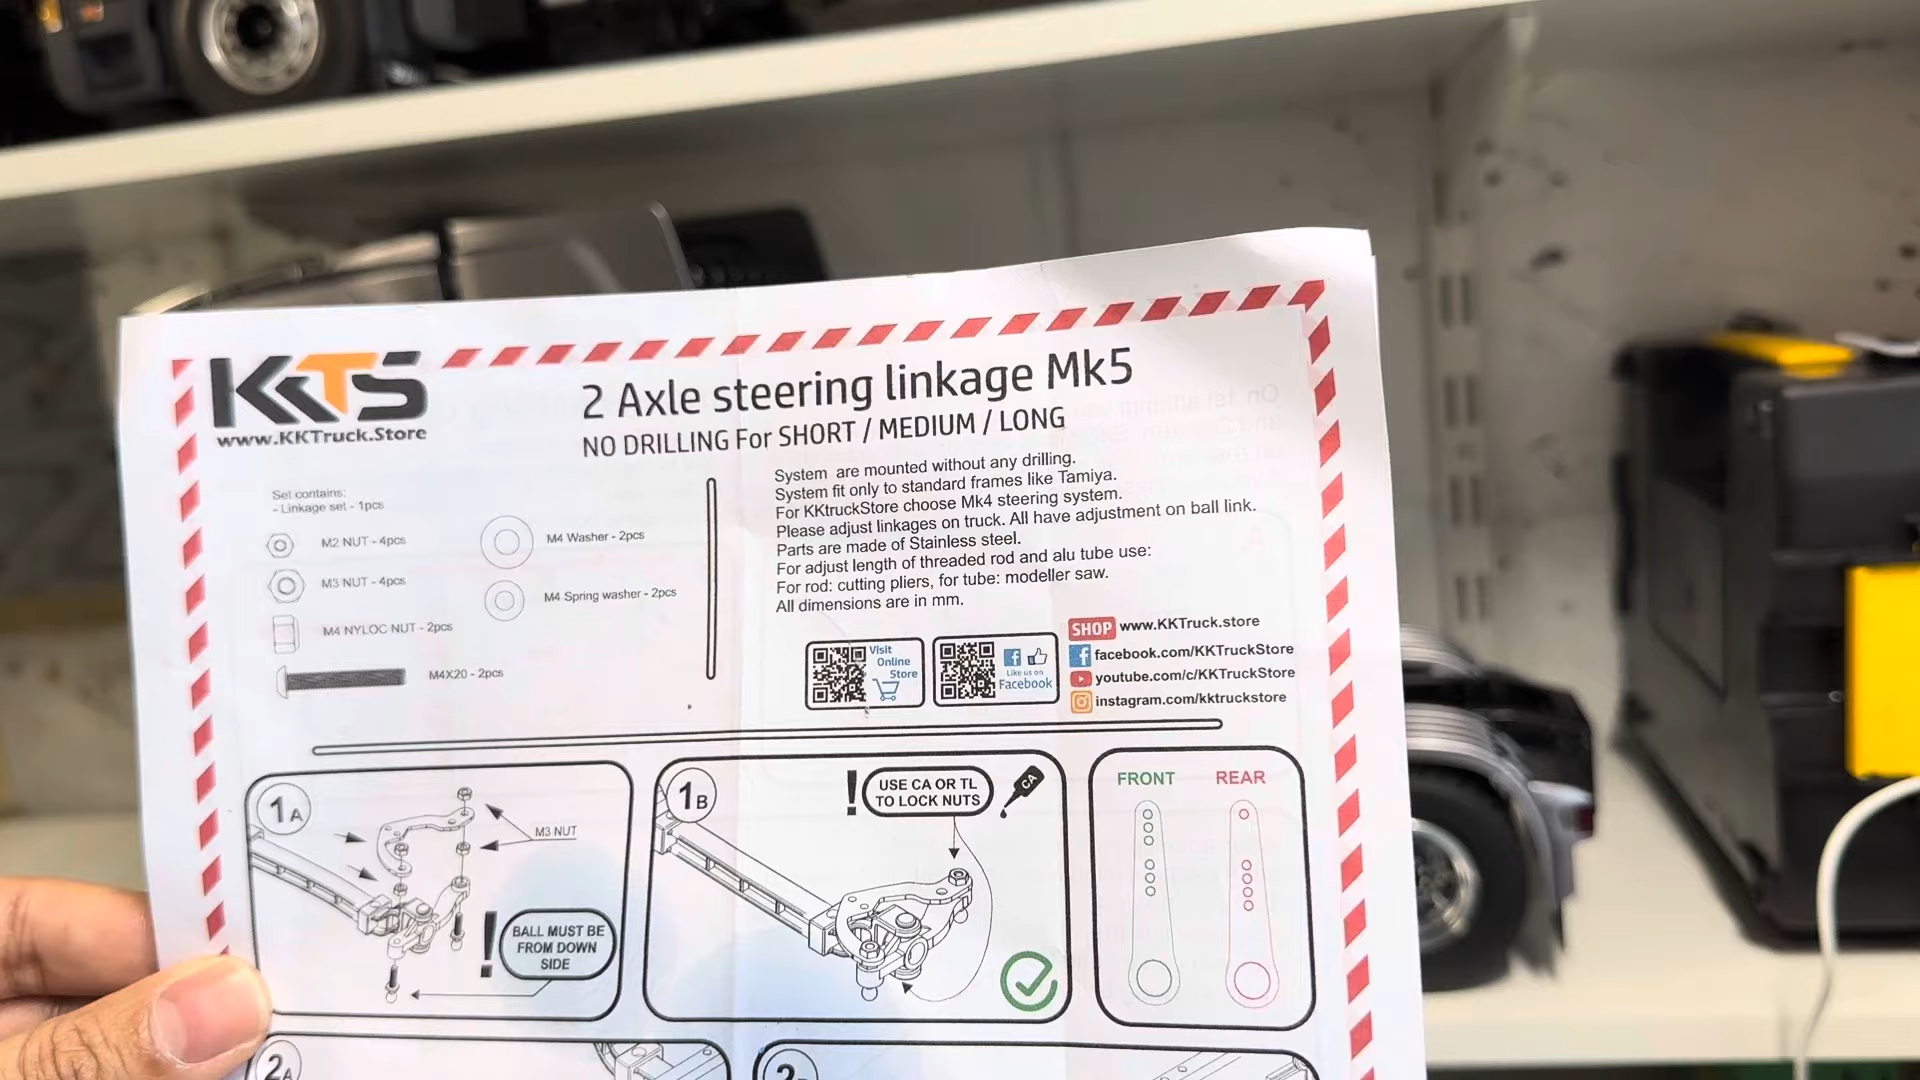 KKTS
www.KKTruck.Store
2 Axle steering linkage Mk5
NO DRILLING For SHORT / MEDIUM / LONG
Set contains:
- Linkage set - 1pcs
M2 NUT - 4pcs
M3 NUT - 4pcs
M4 NYLOC NUT - 2pcs
M4X20 - 2pcs
M4 Washer - 2pcs
M4 Spring washer - 2pcs
System are mounted without any drilling.
System fit only to standard frames like Tamiya.
For KKtruckStore choose Mk4 steering system.
Please adjust linkages on truck. All have adjustment on ball link.
Parts are made of Stainless steel.
For adjust length of threaded rod and alu tube use:
For rod: cutting pliers, for tube: modeller saw.
All dimensions are in mm.
Visit
Online
Store
Like us on
Facebook
SHOP www.KKTruck.store
facebook.com/KKTruckStore
youtube.com/c/KKTruckStore
instagram.com/kktruckstore
1A
M3 NUT
! BALL MUST BE
FROM DOWN
SIDE
1B
! USE CA OR TL
TO LOCK NUTS
CA
FRONT REAR
2A